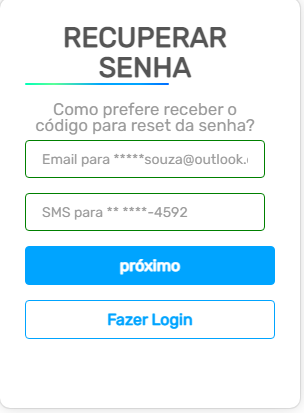 RECUPERAR
SENHA
Como prefere receber o
código para reset da senha?
Email para *****souza@outlook.
SMS para ** ****-4592
próximo
Fazer Login